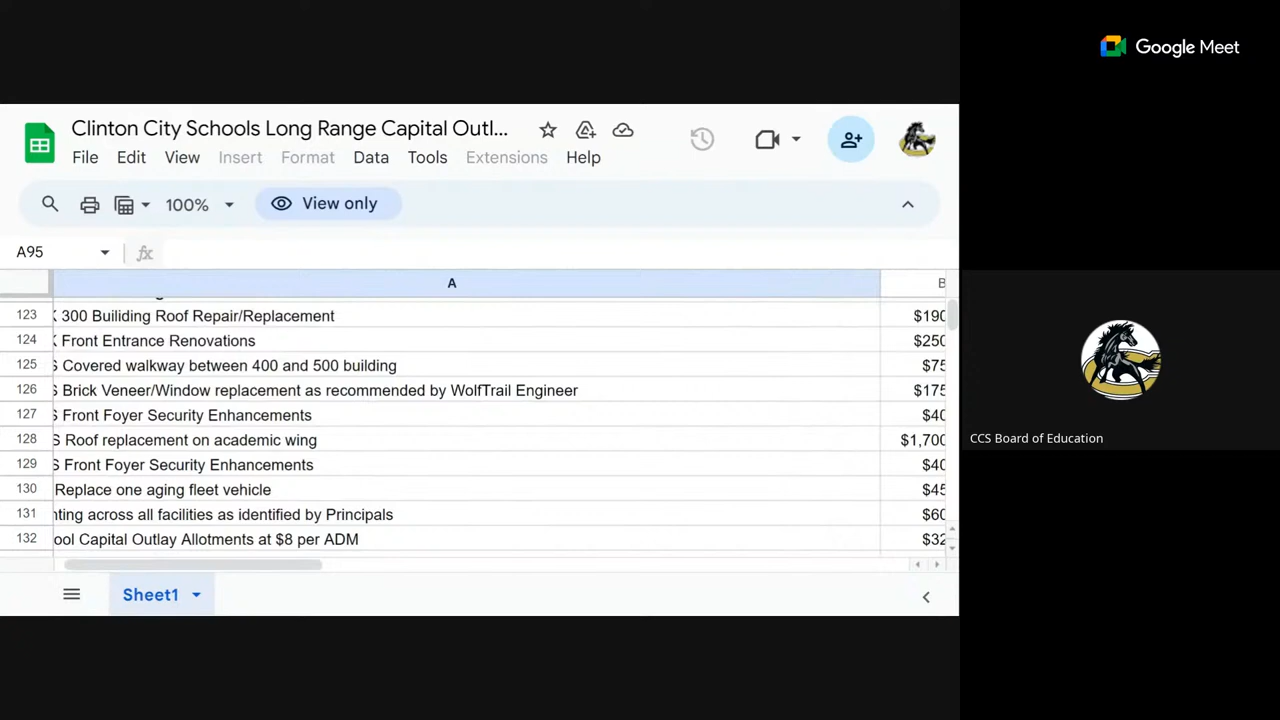 Google Meet
Clinton City Schools Long Range Capital Outl...
File Edit View Insert Format Data Tools Extensions Help
100% View only
A95 fx
A B
123 K 300 Builiding Roof Repair/Replacement $190
124 K Front Entrance Renovations $250
125 S Covered walkway between 400 and 500 building $75
126 S Brick Veneer/Window replacement as recommended by WolfTrail Engineer $175
127 S Front Foyer Security Enhancements $40
128 S Roof replacement on academic wing $1,700
129 S Front Foyer Security Enhancements $40
130 Replace one aging fleet vehicle $45
131 nting across all facilities as identified by Principals $60
132 ool Capital Outlay Allotments at $8 per ADM $32
CCS Board of Education
Sheet1